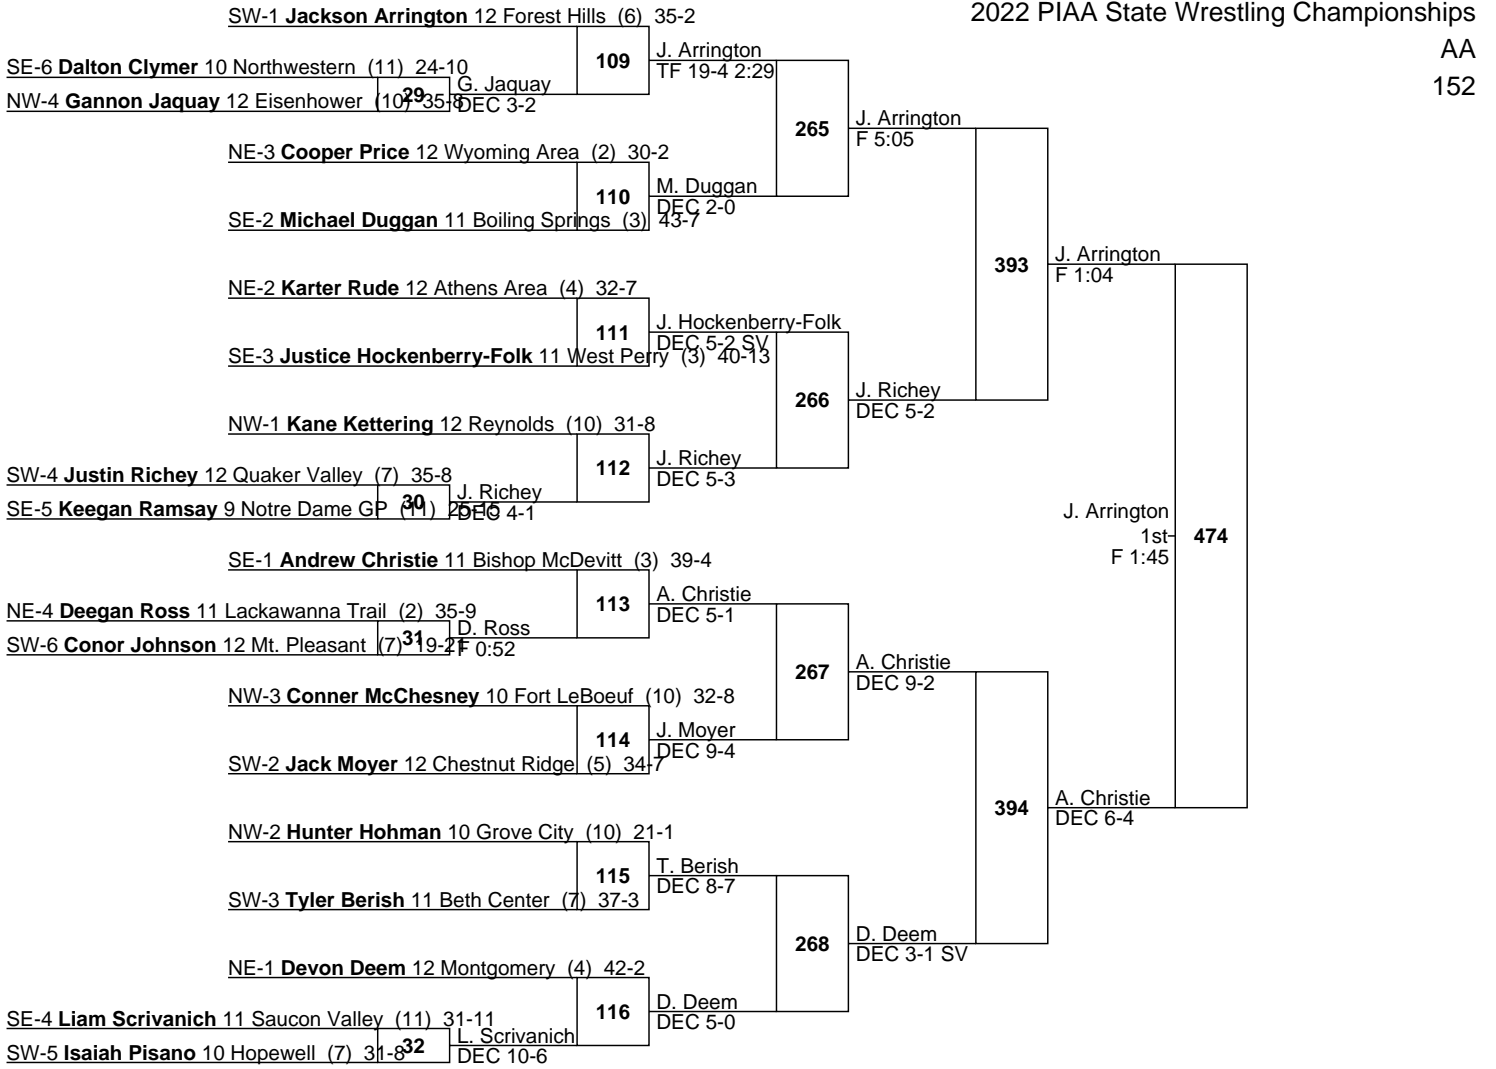 2022 PIAA State Wrestling Championships
AA
152
SW-1 Jackson Arrington 12 Forest Hills (6) 35-2
109
J. Arrington
TF 19-4 2:29
SE-6 Dalton Clymer 10 Northwestern (11) 24-10
29
G. Jaquay
DEC 3-2
NW-4 Gannon Jaquay 12 Eisenhower (10) 35-8
265
J. Arrington
F 5:05
NE-3 Cooper Price 12 Wyoming Area (2) 30-2
110
M. Duggan
DEC 2-0
SE-2 Michael Duggan 11 Boiling Springs (3) 43-7
393
J. Arrington
F 1:04
NE-2 Karter Rude 12 Athens Area (4) 32-7
111
J. Hockenberry-Folk
DEC 5-2 SV
SE-3 Justice Hockenberry-Folk 11 West Perry (3) 40-13
266
J. Richey
DEC 5-2
NW-1 Kane Kettering 12 Reynolds (10) 31-8
112
J. Richey
DEC 5-3
SW-4 Justin Richey 12 Quaker Valley (7) 35-8
30
J. Richey
DEC 4-1
SE-5 Keegan Ramsay 9 Notre Dame GP (11) 25-15
J. Arrington
1st
F 1:45
474
SE-1 Andrew Christie 11 Bishop McDevitt (3) 39-4
113
A. Christie
DEC 5-1
NE-4 Deegan Ross 11 Lackawanna Trail (2) 35-9
31
D. Ross
F 0:52
SW-6 Conor Johnson 12 Mt. Pleasant (7) 19-21
267
A. Christie
DEC 9-2
NW-3 Conner McChesney 10 Fort LeBoeuf (10) 32-8
114
J. Moyer
DEC 9-4
SW-2 Jack Moyer 12 Chestnut Ridge (5) 34-7
394
A. Christie
DEC 6-4
NW-2 Hunter Hohman 10 Grove City (10) 21-1
115
T. Berish
DEC 8-7
SW-3 Tyler Berish 11 Beth Center (7) 37-3
268
D. Deem
DEC 3-1 SV
NE-1 Devon Deem 12 Montgomery (4) 42-2
116
D. Deem
DEC 5-0
SE-4 Liam Scrivanich 11 Saucon Valley (11) 31-11
32
L. Scrivanich
DEC 10-6
SW-5 Isaiah Pisano 10 Hopewell (7) 31-8